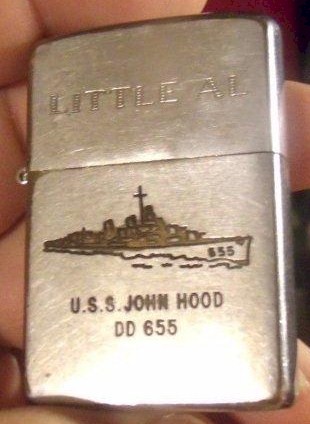 LITTLE AL
655
U.S.S. JOHN HOOD
DD 655